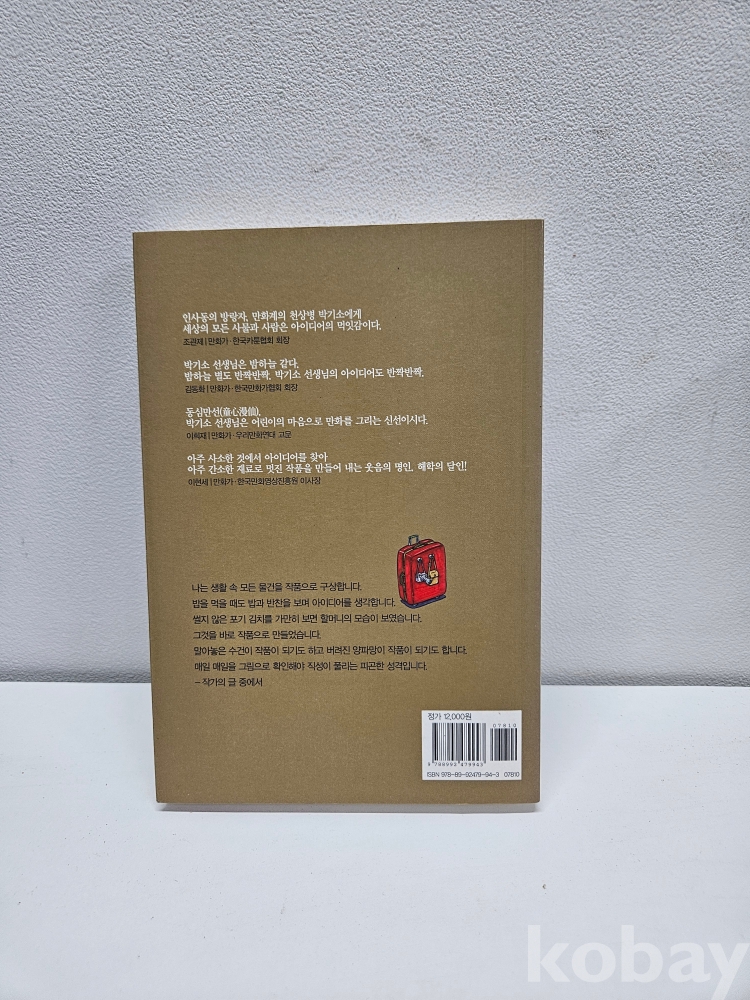 인사동의 방랑자, 만화계의 천상병 박기소에게
세상의 모든 사물과 사람은 아이디어의 먹잇감이다.
조관제 | 만화가 · 한국카툰협회 회장
박기소 선생님은 밤하늘 같다.
밤하늘 별도 반짝반짝, 박기소 선생님의 아이디어도 반짝반짝.
김동화 | 만화가 · 한국만화가협회 회장
동심만선(童心漫仙).
박기소 선생님은 어린이의 마음으로 만화를 그리는 신선이시다.
이희재 | 만화가 · 우리만화연대 고문
아주 사소한 것에서 아이디어를 찾아
아주 간소한 재료로 멋진 작품을 만들어 내는 웃음의 명인, 해학의 달인!
이현세 | 만화가 · 한국만화영상진흥원 이사장
나는 생활 속 모든 물건을 작품으로 구상합니다.
밥을 먹을 때도 밥과 반찬을 보며 아이디어를 생각합니다.
썰지 않은 포기 김치를 가만히 보면 할머니의 모습이 보였습니다.
그것을 바로 작품으로 만들었습니다.
말아놓은 수건이 작품이 되기도 하고 버려진 양파망이 작품이 되기도 합니다.
매일 매일을 그림으로 확인해야 직성이 풀리는 피곤한 성격입니다.
– 작가의 글 중에서
정가 12,000원
07810
9 788992 479943
ISBN 978-89-92479-94-3 07810
kobay